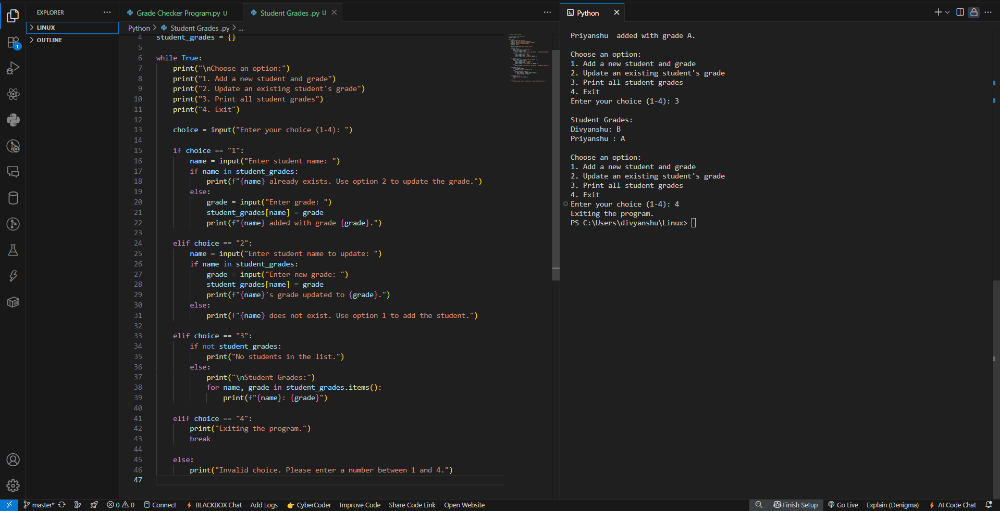 EXPLORER
LINUX
OUTLINE
1
Grade Checker Program.py U
Student Grades .py U
Python > Student Grades .py > ...
4 student_grades = {}
5
6 while True:
7     print("\nChoose an option:")
8     print("1. Add a new student and grade")
9     print("2. Update an existing student's grade")
10     print("3. Print all student grades")
11     print("4. Exit")
12
13     choice = input("Enter your choice (1-4): ")
14
15     if choice == "1":
16         name = input("Enter student name: ")
17         if name in student_grades:
18             print(f"{name} already exists. Use option 2 to update the grade.")
19         else:
20             grade = input("Enter grade: ")
21             student_grades[name] = grade
22             print(f"{name} added with grade {grade}.")
23
24     elif choice == "2":
25         name = input("Enter student name to update: ")
26         if name in student_grades:
27             grade = input("Enter new grade: ")
28             student_grades[name] = grade
29             print(f"{name}'s grade updated to {grade}.")
30         else:
31             print(f"{name} does not exist. Use option 1 to add the student.")
32
33     elif choice == "3":
34         if not student_grades:
35             print("No students in the list.")
36         else:
37             print("\nStudent Grades:")
38             for name, grade in student_grades.items():
39                 print(f"{name}: {grade}")
40
41     elif choice == "4":
42         print("Exiting the program.")
43         break
44
45     else:
46         print("Invalid choice. Please enter a number between 1 and 4.")
47
Python
Priyanshu  added with grade A.
Choose an option:
1. Add a new student and grade
2. Update an existing student's grade
3. Print all student grades
4. Exit
Enter your choice (1-4): 3
Student Grades:
Divyanshu: B
Priyanshu : A
Choose an option:
1. Add a new student and grade
2. Update an existing student's grade
3. Print all student grades
4. Exit
Enter your choice (1-4): 4
Exiting the program.
PS C:\Users\divyanshu\Linux>
master* 0 0 Connect BLACKBOX Chat Add Logs CyberCoder Improve Code Share Code Link Open Website Finish Setup Go Live Explain (Denigma) AI Code Chat